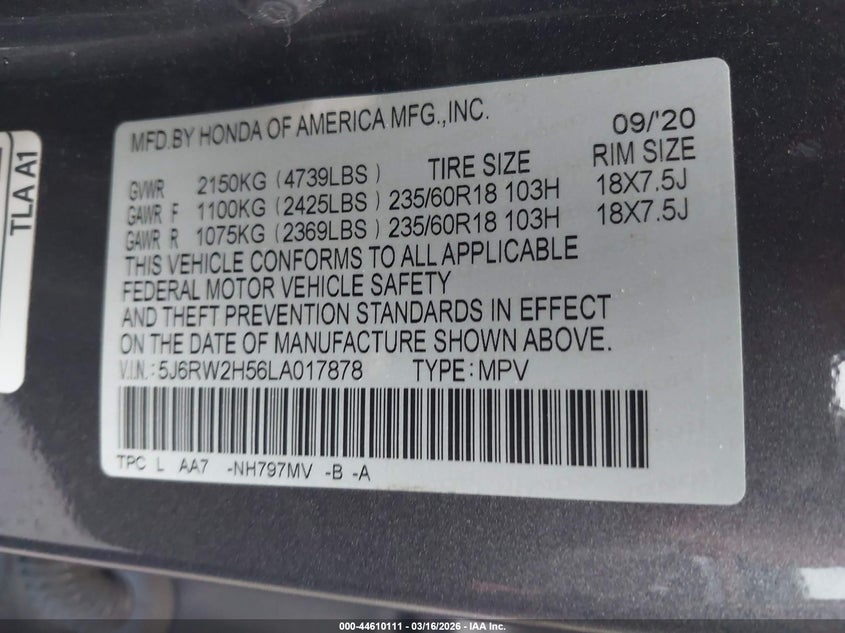 TLA A1
MFD.BY HONDA OF AMERICA MFG.,INC. 09/'20
TIRE SIZE RIM SIZE
GVWR 2150KG (4739LBS)
GAWR F 1100KG (2425LBS) 235/60R18 103H 18X7.5J
GAWR R 1075KG (2369LBS) 235/60R18 103H 18X7.5J
THIS VEHICLE CONFORMS TO ALL APPLICABLE
FEDERAL MOTOR VEHICLE SAFETY
AND THEFT PREVENTION STANDARDS IN EFFECT
ON THE DATE OF MANUFACTURE SHOWN ABOVE.
V.I.N.:5J6RW2H56LA017878 TYPE:MPV
TPC L AA7 -NH797MV -B -A
000-44610111 - 03/16/2026 - IAA Inc.